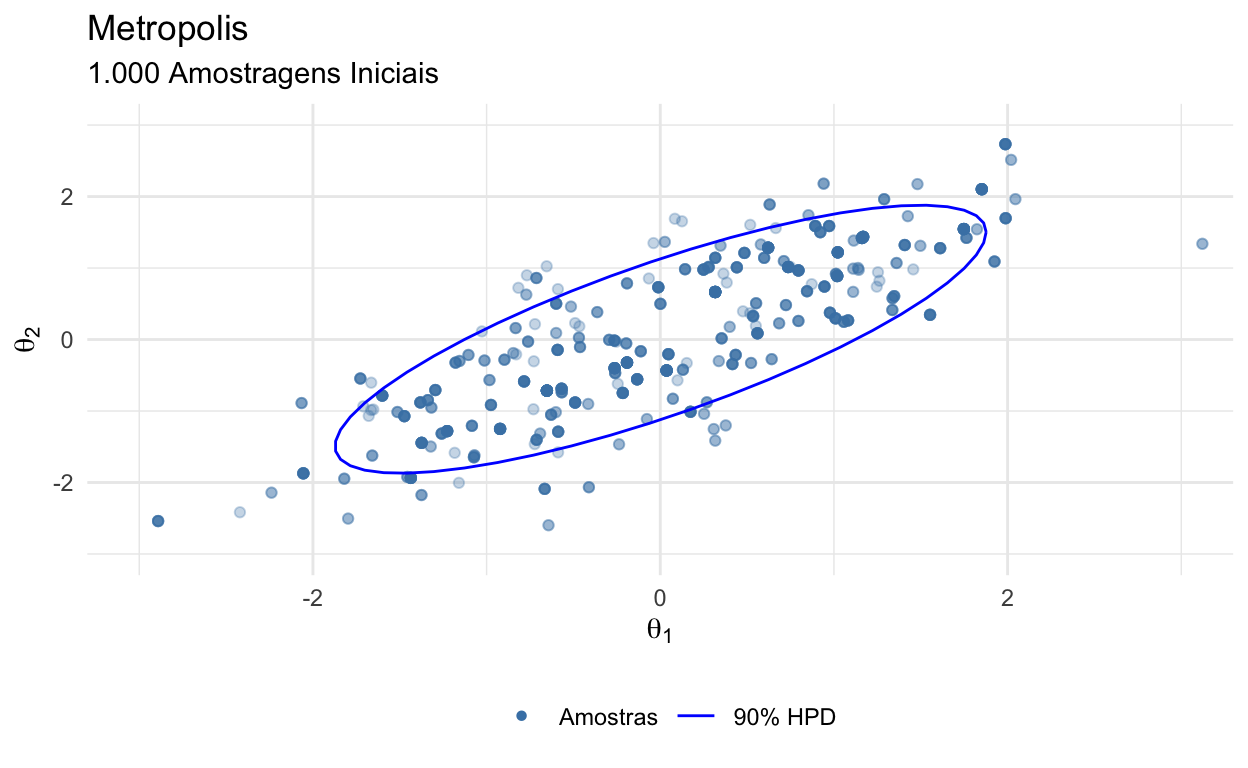 Metropolis
1.000 Amostragens Iniciais
2
0
-2
θ₂
-2
0
2
θ₁
Amostras
90% HPD